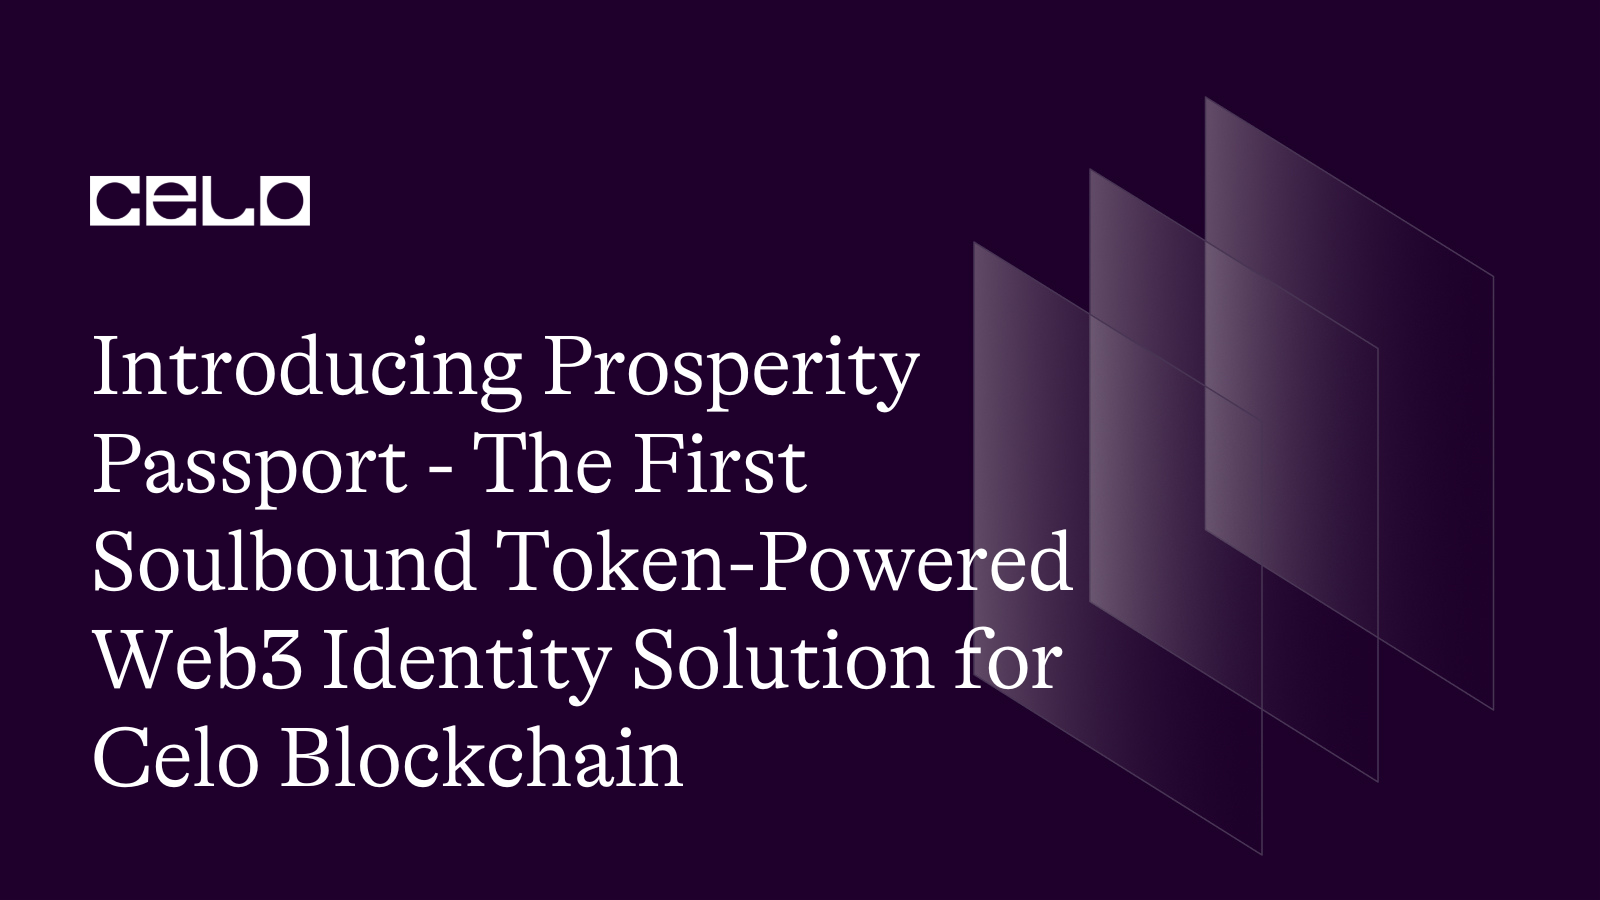 CELO
Introducing Prosperity
Passport - The First
Soulbound Token-Powered
Web3 Identity Solution for
Celo Blockchain